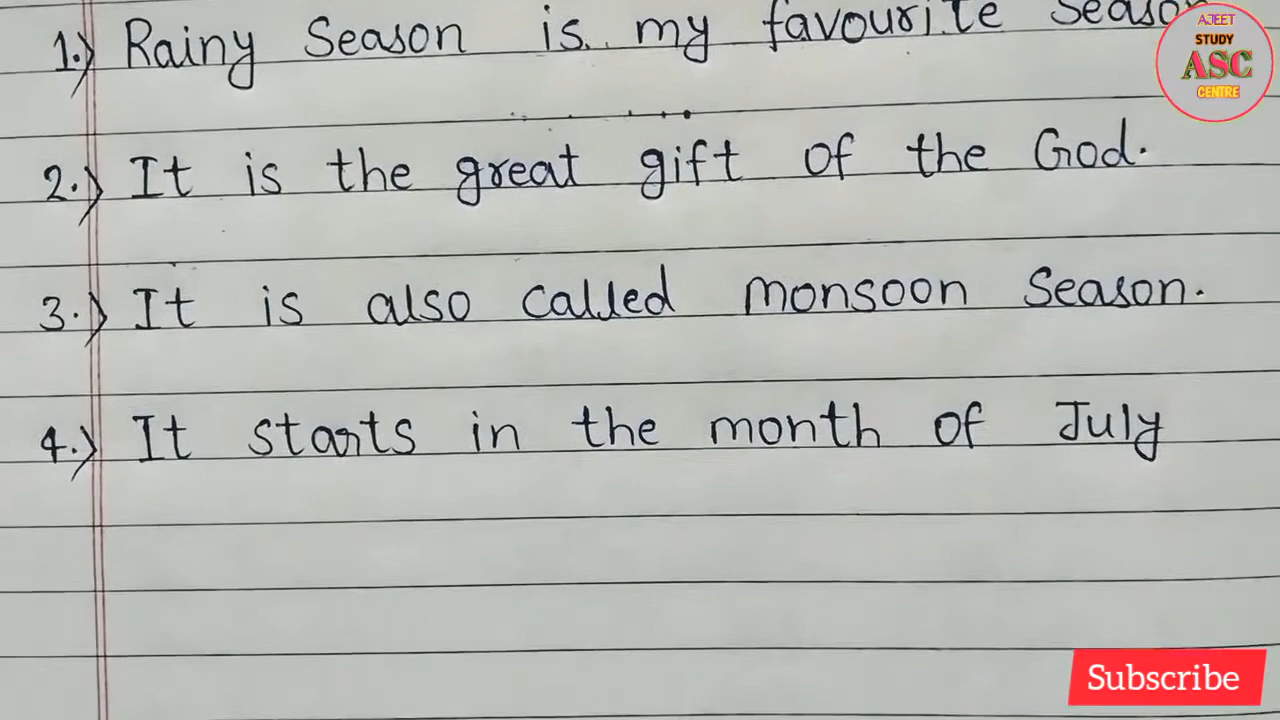 1.) Rainy Season is my favourite Season
2.) It is the great gift of the God.
3.) It is also called monsoon Season.
4.) It starts in the month of July
AJEET
STUDY
ASC
CENTRE
Subscribe